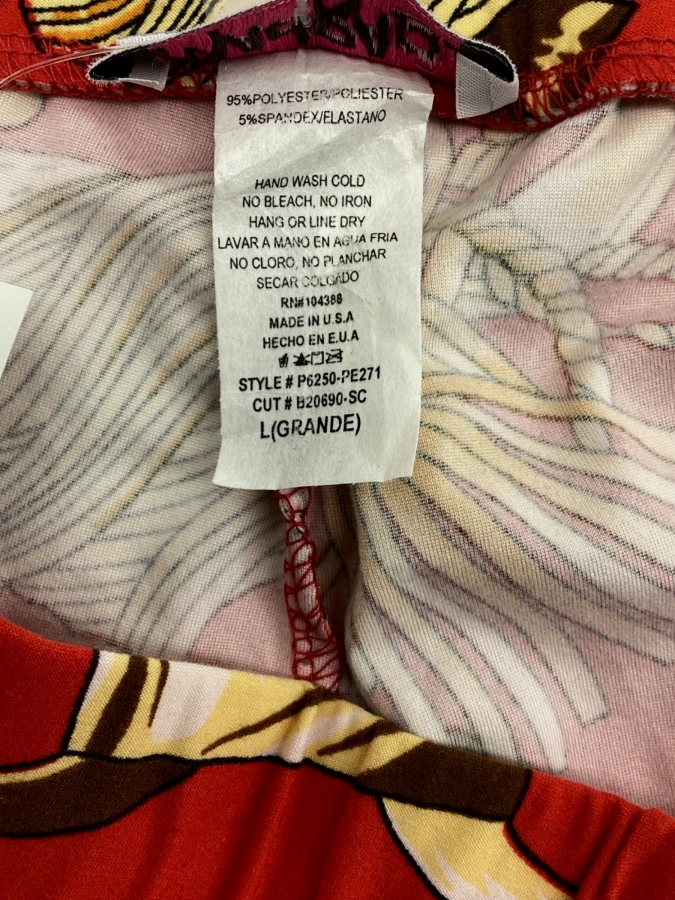 95%POLYESTER/POLIESTER
5%SPANDEX/ELASTANO
HAND WASH COLD
NO BLEACH, NO IRON
HANG OR LINE DRY
LAVAR A MANO EN AGUA FRIA
NO CLORO, NO PLANCHAR
SECAR COLGADO
RN#104388
MADE IN U.S.A
HECHO EN E.U.A
STYLE # P6250-PE271
CUT # B20690-SC
L(GRANDE)